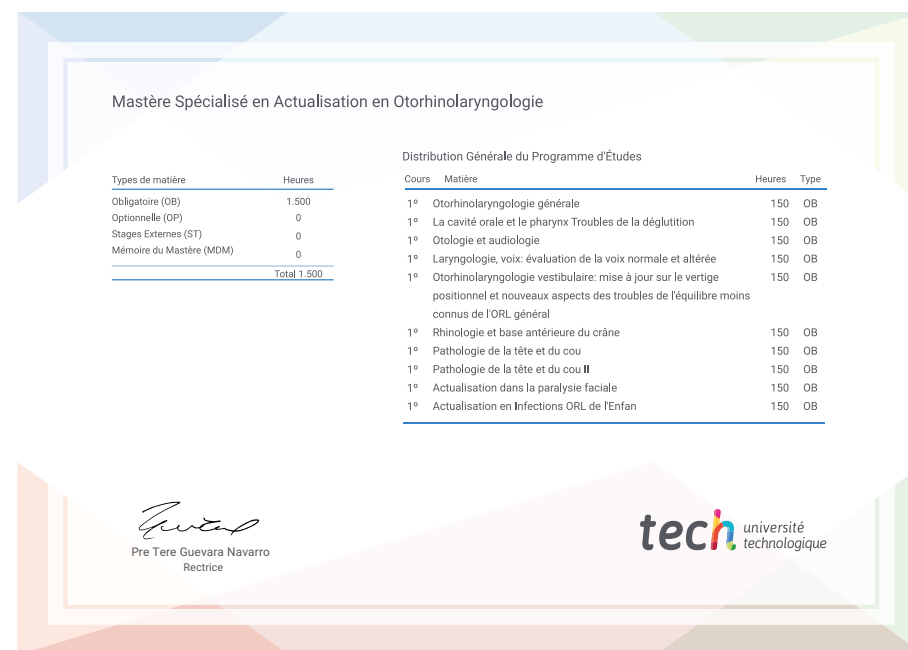 Mastère Spécialisé en Actualisation en Otorhinolaryngologie
Types de matière Heures
Obligatoire (OB) 1.500
Optionnelle (OP) 0
Stages Externes (ST) 0
Mémoire du Mastère (MDM) 0
Total 1.500
Distribution Générale du Programme d'Études
Cours Matière Heures Type
1º Otorhinolaryngologie générale 150 OB
1º La cavité orale et le pharynx Troubles de la déglutition 150 OB
1º Otologie et audiologie 150 OB
1º Laryngologie, voix: évaluation de la voix normale et altérée 150 OB
1º Otorhinolaryngologie vestibulaire: mise à jour sur le vertige 150 OB
positionnel et nouveaux aspects des troubles de l'équilibre moins
connus de l'ORL général
1º Rhinologie et base antérieure du crâne 150 OB
1º Pathologie de la tête et du cou 150 OB
1º Pathologie de la tête et du cou II 150 OB
1º Actualisation dans la paralysie faciale 150 OB
1º Actualisation en Infections ORL de l'Enfan 150 OB
Pre Tere Guevara Navarro
Rectrice
tech université
technologique